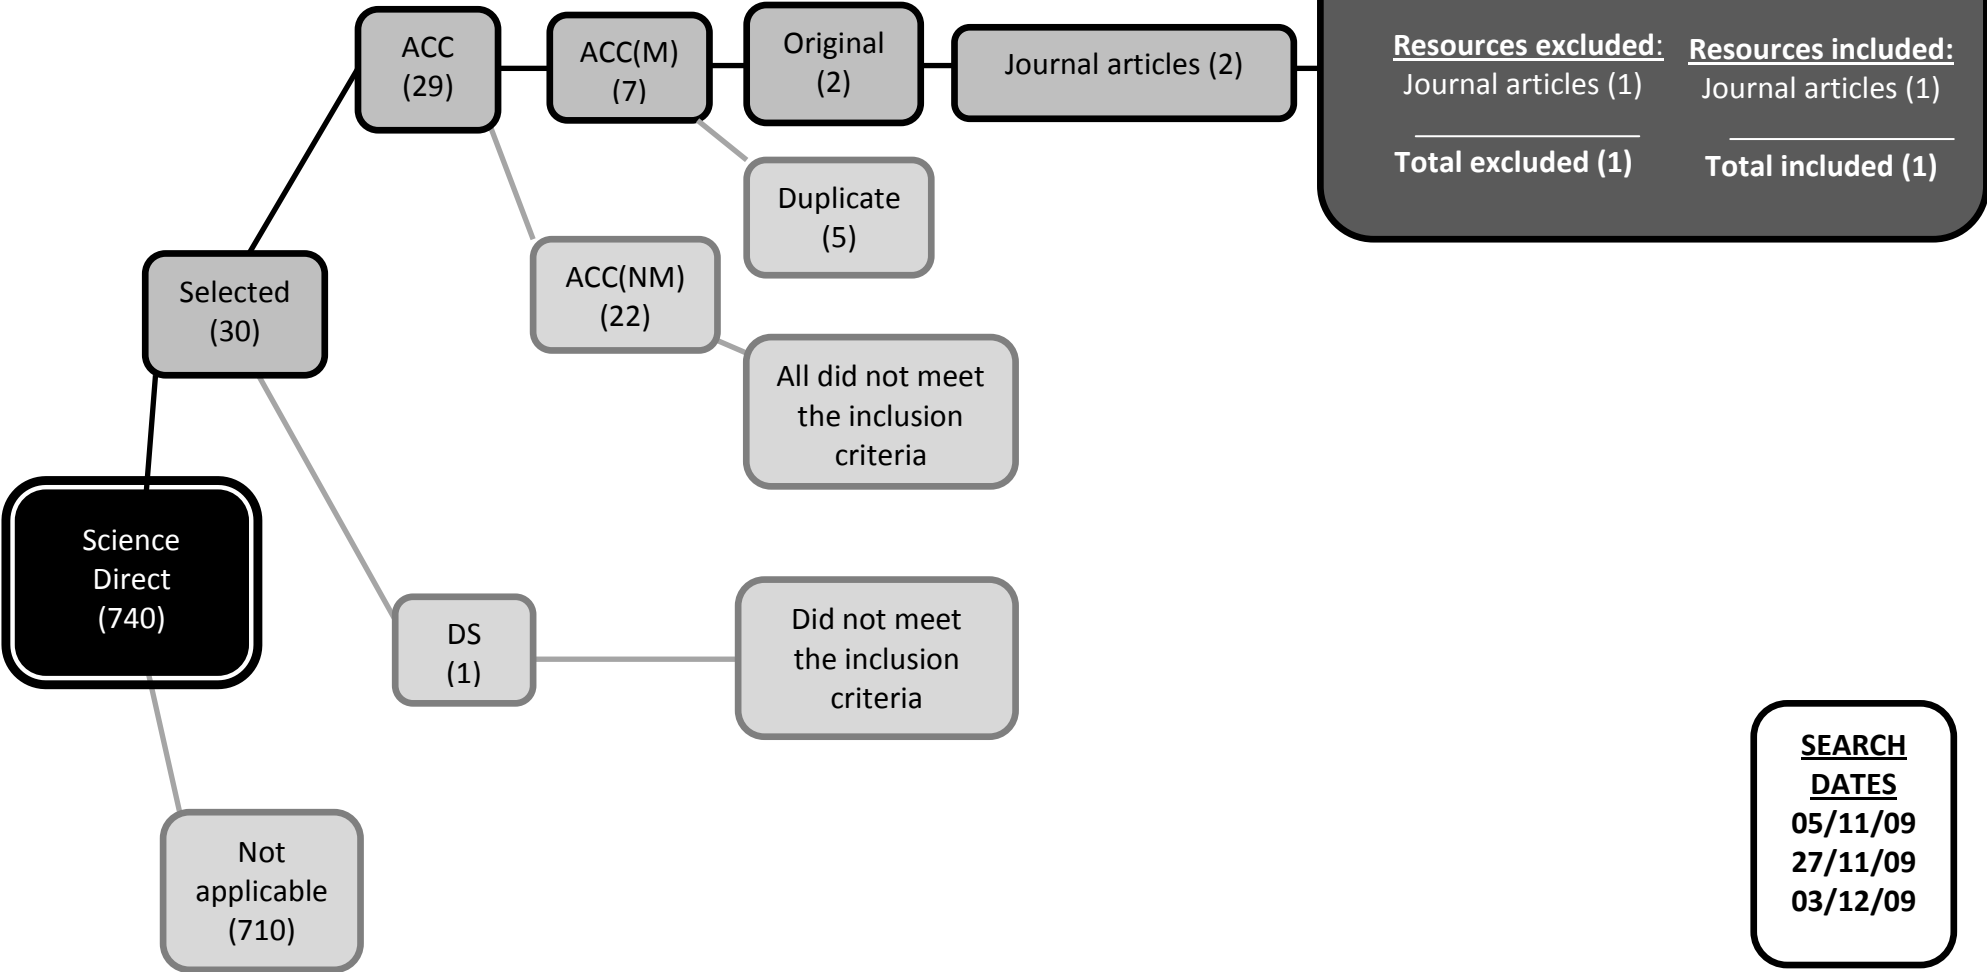 ACC
(29)
ACC(M)
(7)
Original
(2)
Journal articles (2)
Resources excluded:
Journal articles (1)
Total excluded (1)
Resources included:
Journal articles (1)
Total included (1)
Duplicate
(5)
ACC(NM)
(22)
Selected
(30)
All did not meet
the inclusion
criteria
Science
Direct
(740)
DS
(1)
Did not meet
the inclusion
criteria
Not
applicable
(710)
SEARCH
DATES
05/11/09
27/11/09
03/12/09